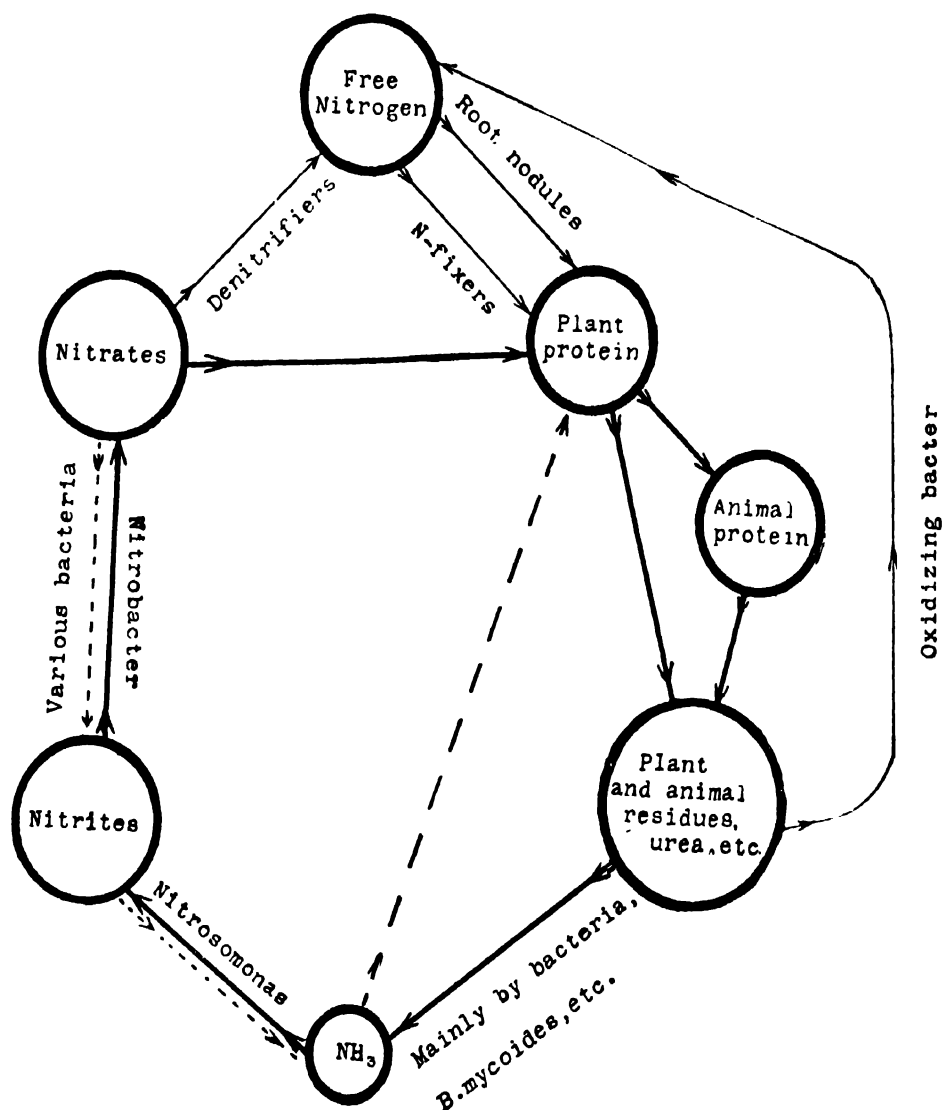 Free
Nitrogen
Root nodules
N-fixers
Denitrifiers
Nitrates
Plant
protein
Animal
protein
Oxidizing bacter
Various bacteria
Nitrobacter
Nitrites
Plant
and animal
residues,
urea, etc.
Nitrosomonas
NH₃
Mainly by bacteria,
B.mycoides,etc.